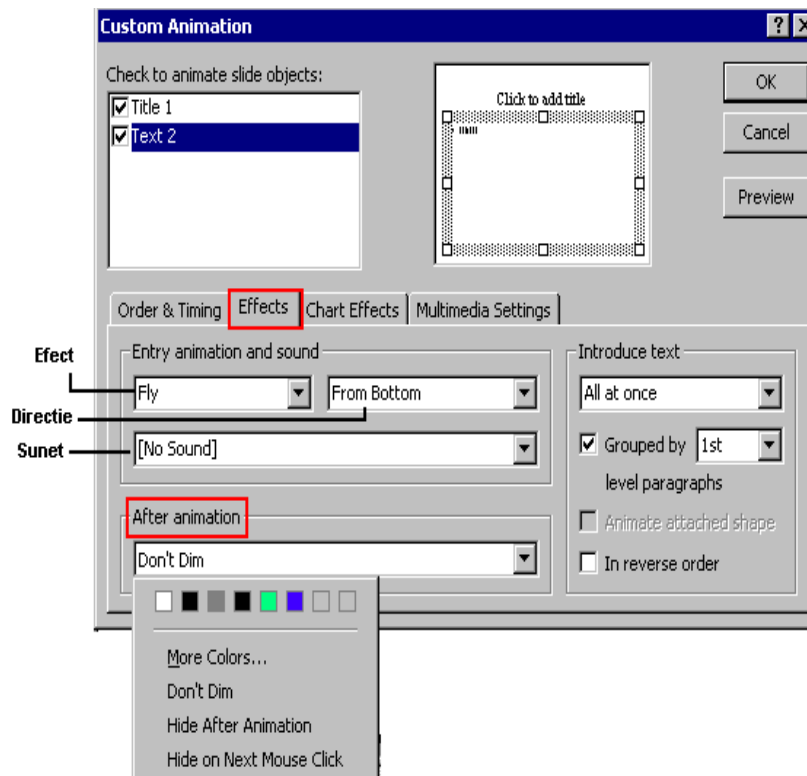 Custom Animation
Check to animate slide objects:
Title 1
Text 2
Click to add title
OK
Cancel
Preview
Order & Timing
Effects
Chart Effects
Multimedia Settings
Efect
Directie
Sunet
Entry animation and sound
Fly
From Bottom
[No Sound]
Introduce text
All at once
Grouped by 1st
level paragraphs
Animate attached shape
In reverse order
After animation
Don't Dim
More Colors...
Don't Dim
Hide After Animation
Hide on Next Mouse Click